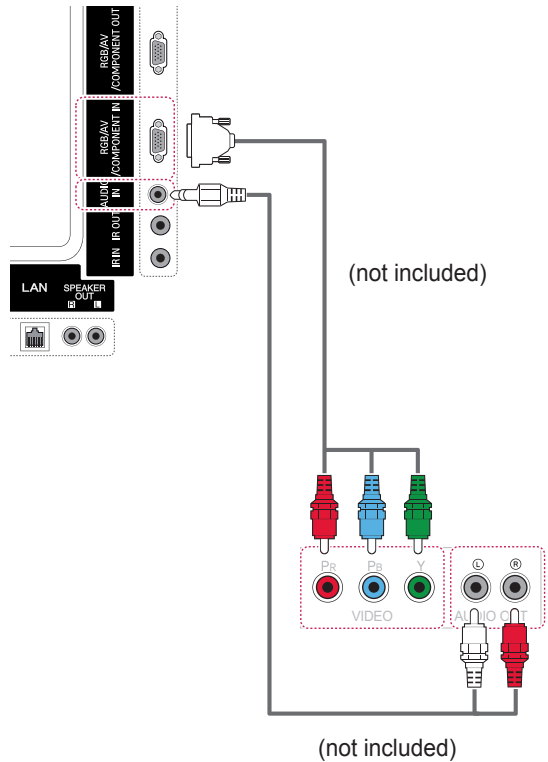 RGB/AV
/COMPONENT OUT
RGB/AV
/COMPONENT IN
AUDIO
IN
IR OUT
IR IN
LAN
SPEAKER
OUT
R L
(not included)
PR PB Y
VIDEO
L R
AUDIO OUT
(not included)